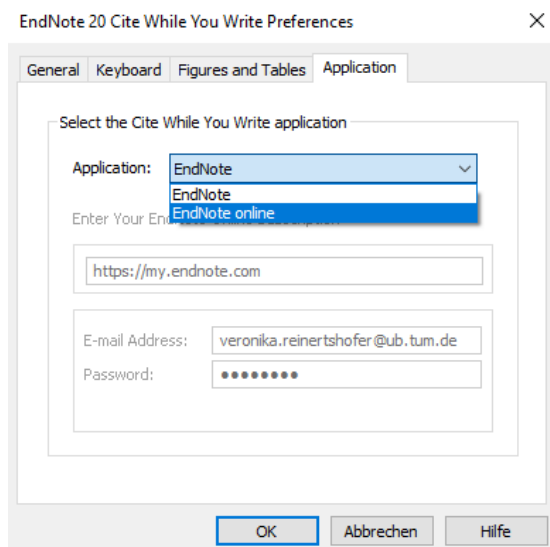 EndNote 20 Cite While You Write Preferences
General Keyboard Figures and Tables Application
Select the Cite While You Write application
Application: EndNote
EndNote
EndNote online
Enter Your En
https://my.endnote.com
E-mail Address: veronika.reinertshofer@ub.tum.de
Password: ●●●●●●●●
OK Abbrechen Hilfe